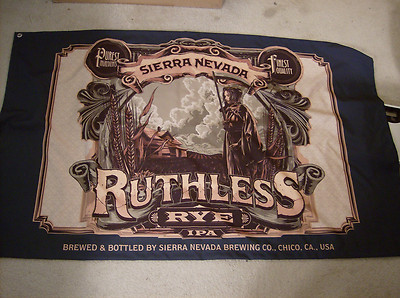 PUREST INGREDIENTS
FINEST QUALITY
SIERRA NEVADA
RUTHLESS
RYE
IPA
BREWED & BOTTLED BY SIERRA NEVADA BREWING CO., CHICO, CA., USA